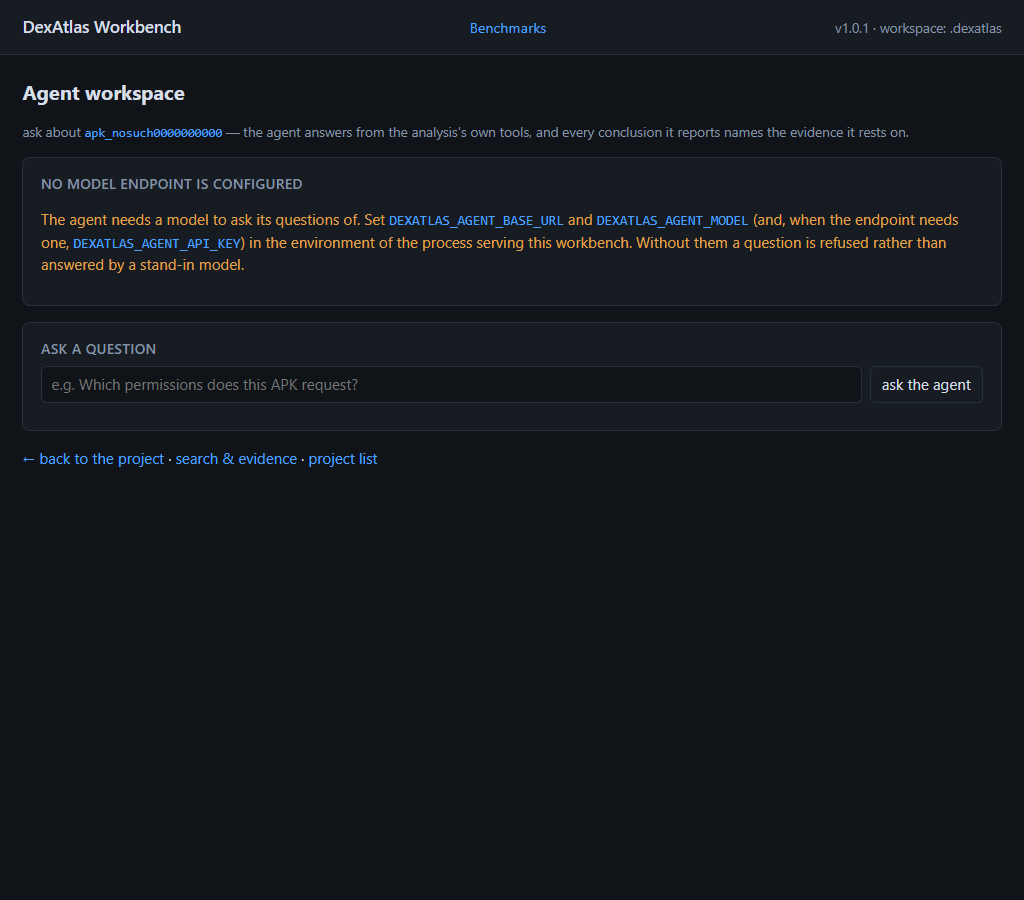 DexAtlas Workbench
Benchmarks
v1.0.1 · workspace: .dexatlas
Agent workspace
ask about apk_nosuch0000000000 — the agent answers from the analysis's own tools, and every conclusion it reports names the evidence it rests on.
NO MODEL ENDPOINT IS CONFIGURED
The agent needs a model to ask its questions of. Set DEXATLAS_AGENT_BASE_URL and DEXATLAS_AGENT_MODEL (and, when the endpoint needs
one, DEXATLAS_AGENT_API_KEY) in the environment of the process serving this workbench. Without them a question is refused rather than
answered by a stand-in model.
ASK A QUESTION
e.g. Which permissions does this APK request?
ask the agent
← back to the project · search & evidence · project list